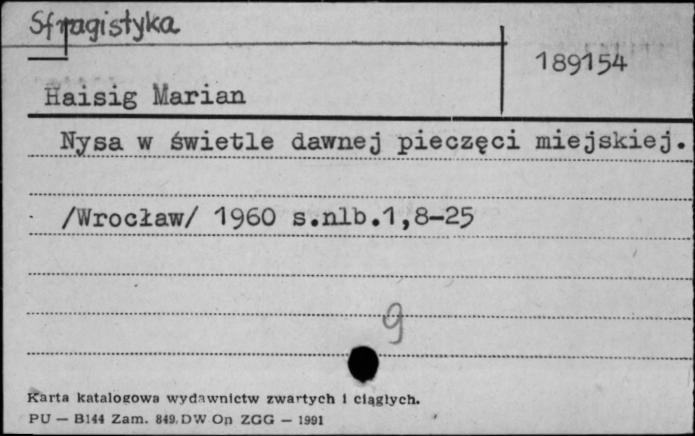 Sfragistyka
189154
Haisig Marian
Nysa w świetle dawnej pieczęci miejskiej.
/Wrocław/ 1960 s.nlb.1,8-25
9
Karta katalogowa wydawnictw zwartych i ciągłych.
PU — B144 Zam. 849. DW Op ZGG — 1991